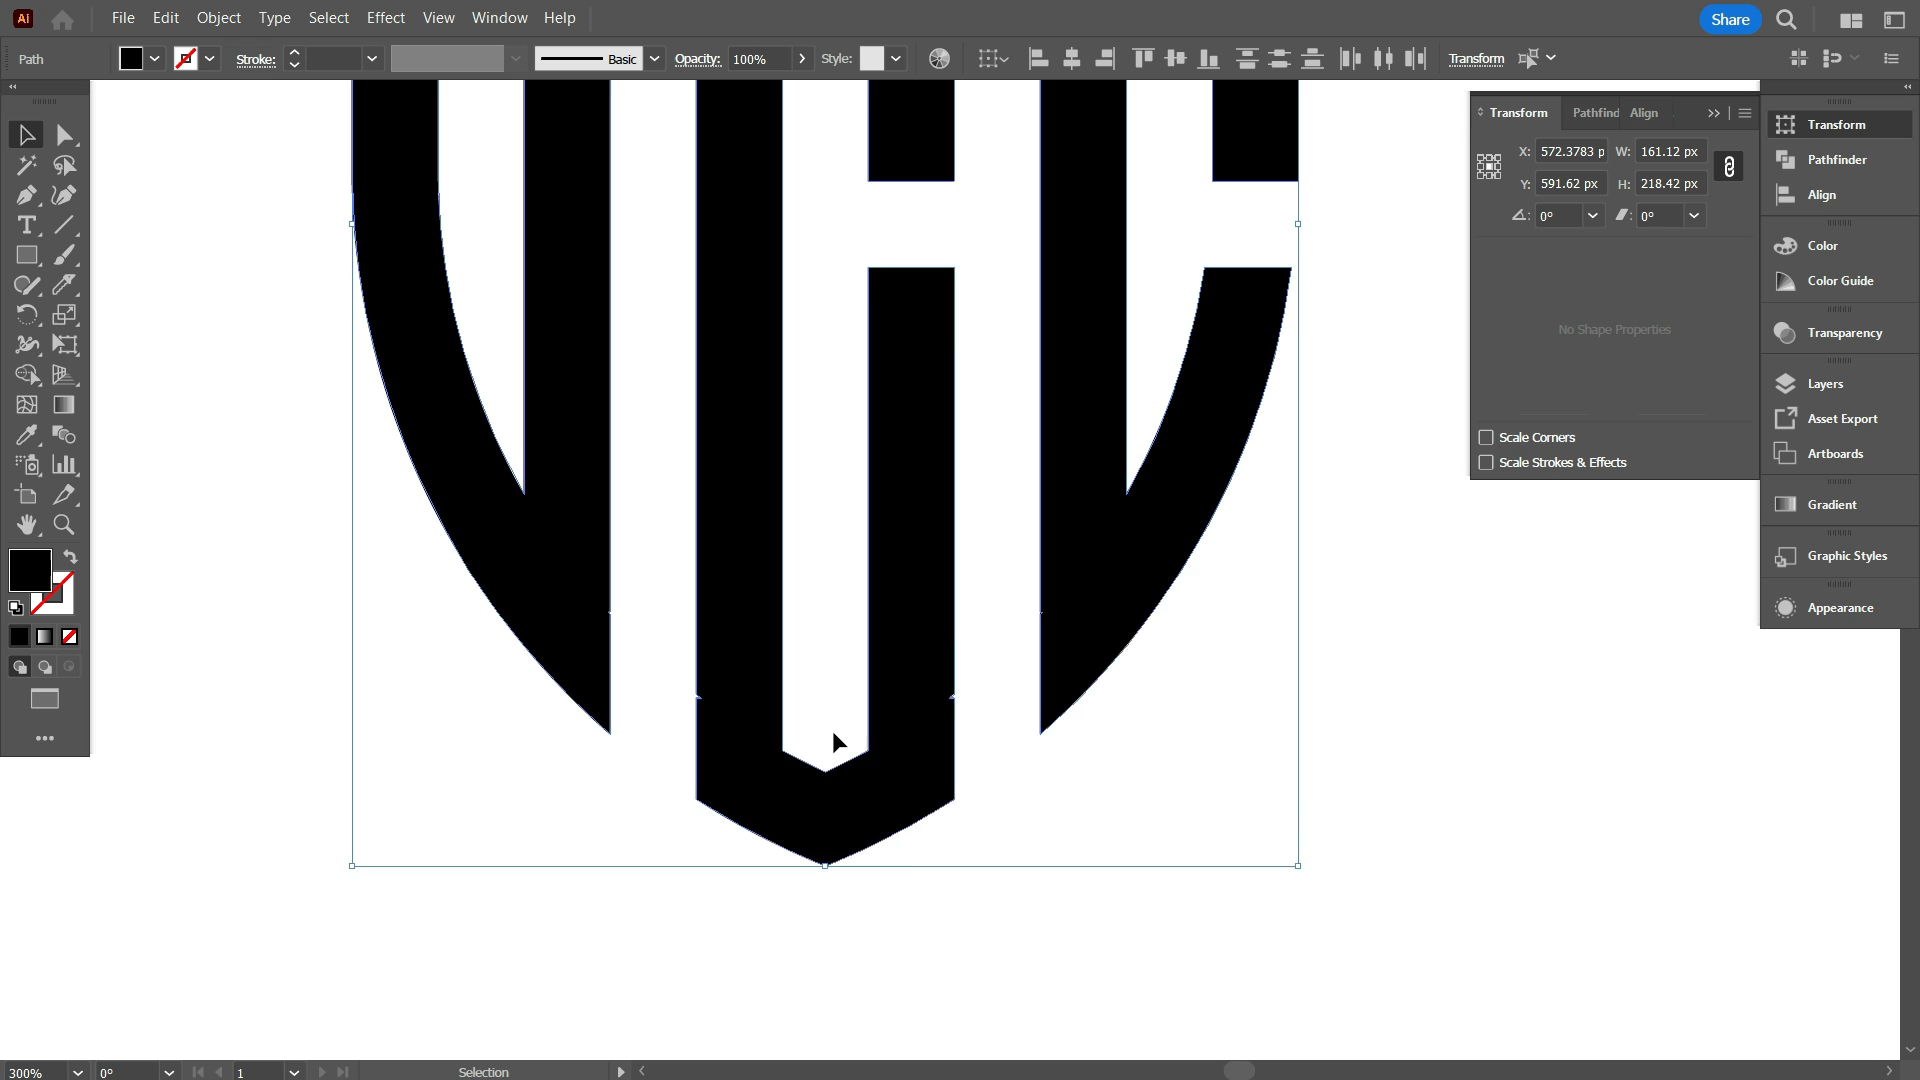 Ai File Edit Object Type Select Effect View Window Help Share
Path Stroke: Basic Opacity: 100% Style: Transform
Transform Pathfind Align
X: 572.3783 p W: 161.12 px
Y: 591.62 px H: 218.42 px
0° 0°
No Shape Properties
Scale Corners
Scale Strokes & Effects
Transform
Pathfinder
Align
Color
Color Guide
Transparency
Layers
Asset Export
Artboards
Gradient
Graphic Styles
Appearance
300% 0° 1 Selection